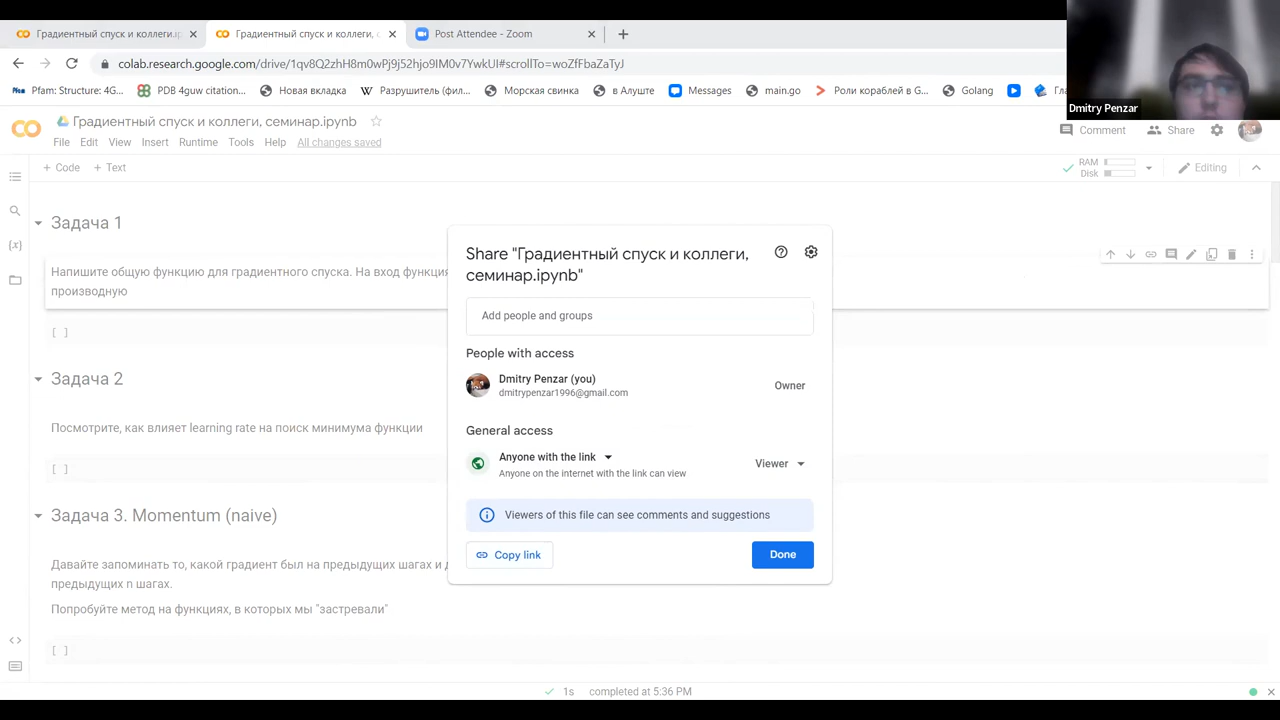 Градиентный спуск и коллеги.i
Градиентный спуск и коллеги,
Post Attendee - Zoom
colab.research.google.com/drive/1qv8Q2zhH8m0wPj9j52hjo9IM0v7YwkUI#scrollTo=woZfFbaZaTyJ
Pfam: Structure: 4G...
PDB 4guw citation...
Новая вкладка
Разрушитель (фил...
Морская свинка
в Алуште
Messages
main.go
Роли кораблей в G...
Golang
Dmitry Penzar
Градиентный спуск и коллеги, семинар.ipynb
File Edit View Insert Runtime Tools Help All changes saved
Comment Share
+ Code + Text
RAM
Disk
Editing
Задача 1
Напишите общую функцию для градиентного спуска. На вход функция
производную
[ ]
Задача 2
Посмотрите, как влияет learning rate на поиск минимума функции
[ ]
Задача 3. Momentum (naive)
Давайте запоминать то, какой градиент был на предыдущих шагах и д
предыдущих n шагах.
Попробуйте метод на функциях, в которых мы "застревали"
[ ]
Share "Градиентный спуск и коллеги,
семинар.ipynb"
Add people and groups
People with access
Dmitry Penzar (you)
dmitrypenzar1996@gmail.com
Owner
General access
Anyone with the link
Anyone on the internet with the link can view
Viewer
Viewers of this file can see comments and suggestions
Copy link
Done
1s completed at 5:36 PM